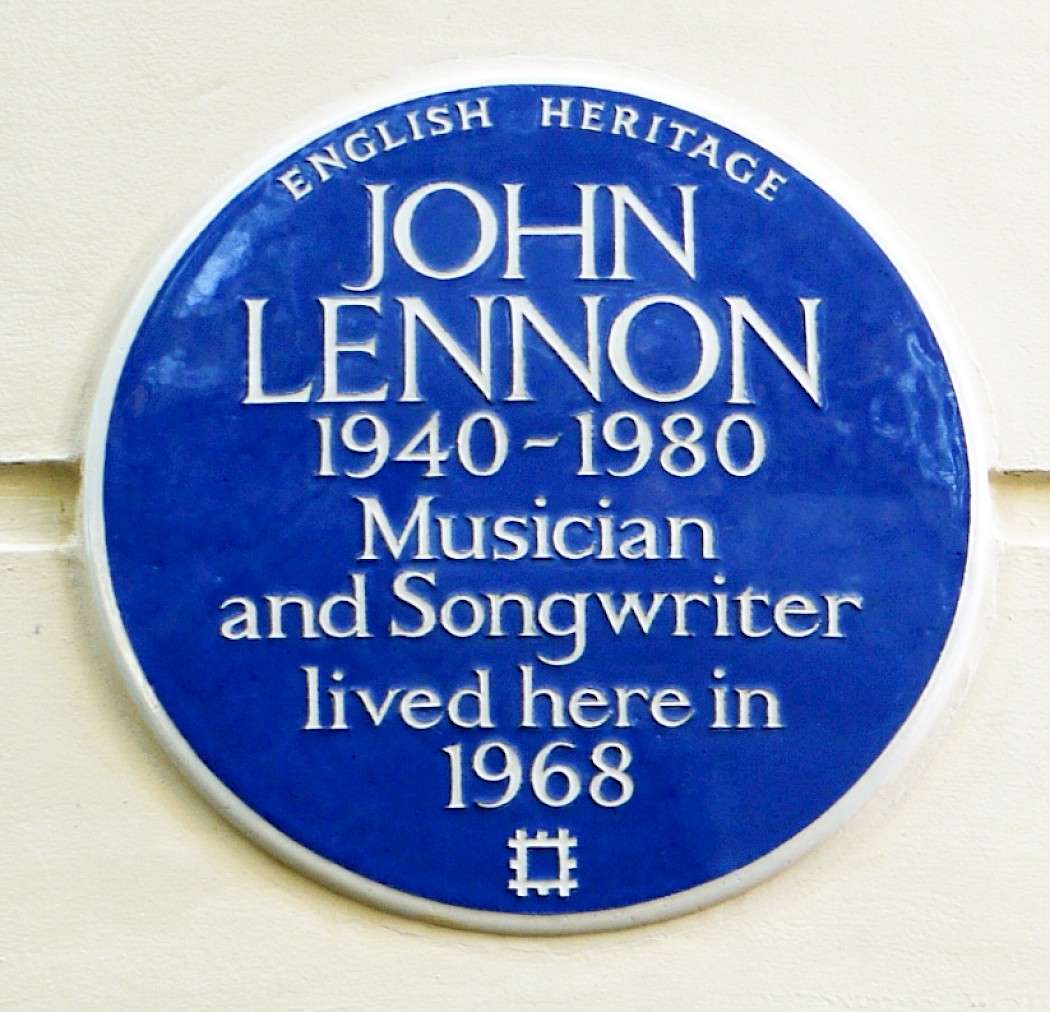 ENGLISH HERITAGE
JOHN
LENNON
1940-1980
Musician
and Songwriter
lived here in
1968